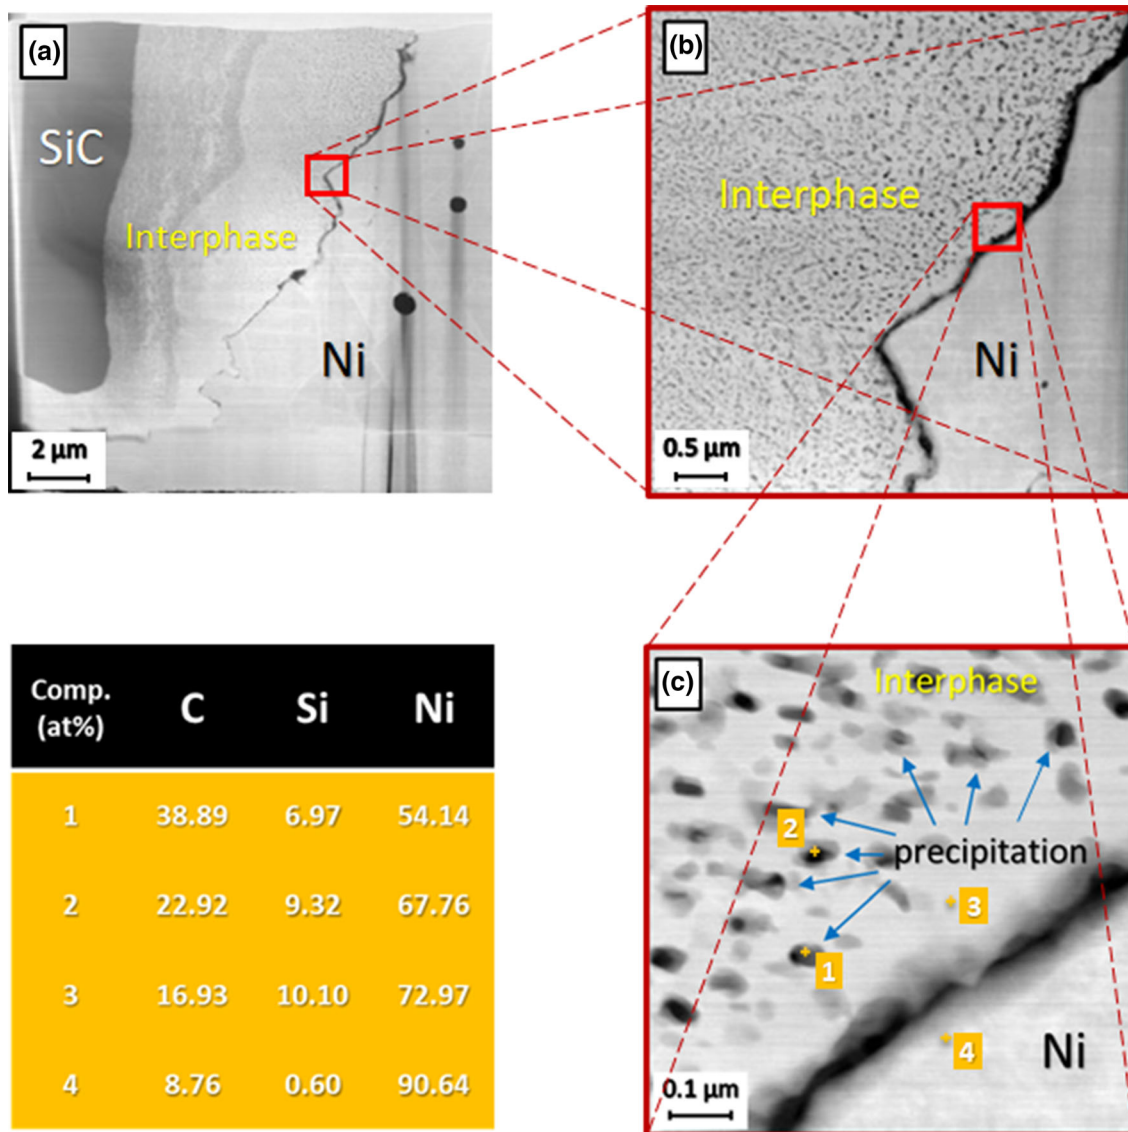 (a)
SiC
Interphase
Ni
2 µm
(b)
Interphase
Ni
0.5 µm
Comp. (at%) C Si Ni
1 38.89 6.97 54.14
2 22.92 9.32 67.76
3 16.93 10.10 72.97
4 8.76 0.60 90.64
(c)
Interphase
2
precipitation
3
1
4
Ni
0.1 µm